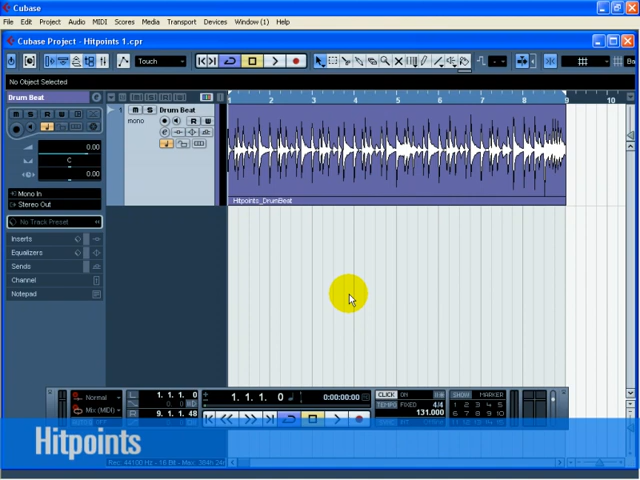 Cubase
File Edit Project Audio MIDI Scores Media Transport Devices Window (1) Help
Cubase Project - Hitpoints 1.cpr
Touch
No Object Selected
Drum Beat
M S R W
0.00
C
0.00
Mono In
Stereo Out
No Track Preset
Inserts
Equalizers
Sends
Channel
Notepad
M S Drum Beat
mono
R W
e
1 2 3 4 5 6 7 8 9 10
Hitpoints_DrumBeat
Normal
Mix (MIDI)
L 1. 1. 1. 0
R 9. 1. 1. 48
1. 1. 1. 0
0:00:00:00
CLICK ON
TEMPO FIXED 4/4
131.000
SHOW MARKER
1 2 3 4 5
6 7 8 9 10
Hitpoints